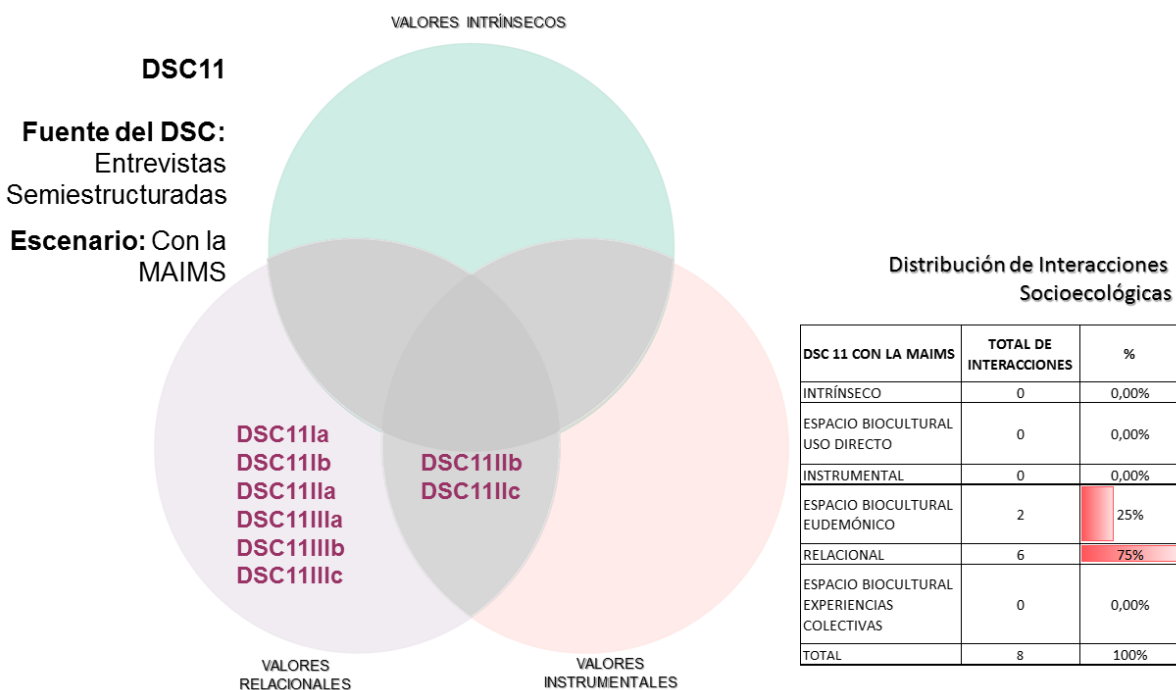 VALORES INTRÍNSECOS
DSC11
Fuente del DSC:
Entrevistas
Semiestructuradas
Escenario: Con la
MAIMS
DSC11Ia
DSC11Ib
DSC11IIa
DSC11IIIa
DSC11IIIb
DSC11IIIc
DSC11IIb
DSC11IIc
VALORES
RELACIONALES
VALORES
INSTRUMENTALES
Distribución de Interacciones
Socioecológicas
DSC 11 CON LA MAIMS TOTAL DE INTERACCIONES %
INTRÍNSECO 0 0,00%
ESPACIO BIOCULTURAL
USO DIRECTO 0 0,00%
INSTRUMENTAL 0 0,00%
ESPACIO BIOCULTURAL
EUDEMÓNICO 2 25%
RELACIONAL 6 75%
ESPACIO BIOCULTURAL
EXPERIENCIAS
COLECTIVAS 0 0,00%
TOTAL 8 100%